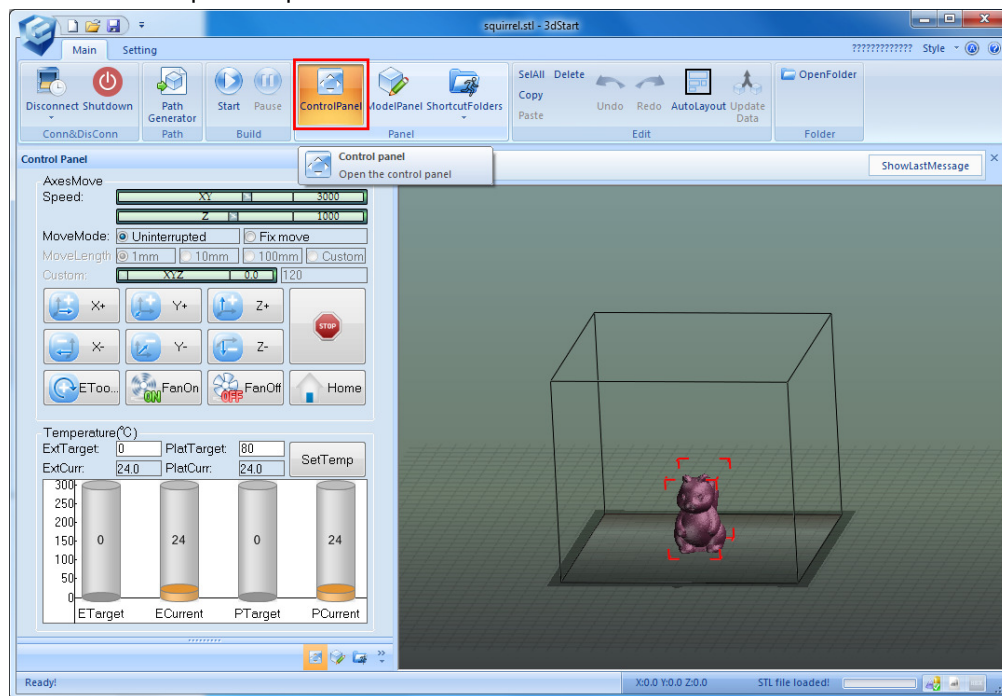 squirrel.stl - 3dStart
Main Setting
????????????? Style
Disconnect Shutdown Path Generator Start Pause ControlPanel ModelPanel ShortcutFolders SelAll Delete Copy Paste Undo Redo AutoLayout Update Data OpenFolder
Conn&DisConn Path Build Panel Edit Folder
Control Panel
Control panel
Open the control panel
ShowLastMessage
AxesMove
Speed: XY 3000
Z 1000
MoveMode: Uninterrupted Fix move
MoveLength 1mm 10mm 100mm Custom
Custom: XYZ 0.0 120
X+ Y+ Z+
STOP
X- Y- Z-
EToo... ON FanOn OFF FanOff Home
Temperature(℃)
ExtTarget: 0 PlatTarget: 80
SetTemp
ExtCurr: 24.0 PlatCurr: 24.0
300
250
200
150 0 24 0 24
100
50
0
ETarget ECurrent PTarget PCurrent
Ready! X:0.0 Y:0.0 Z:0.0 STL file loaded!